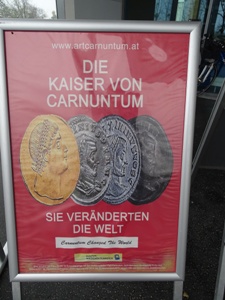 www.artcarnuntum.at
DIE
KAISER VON
CARNUNTUM
SIE VERÄNDERTEN
DIE WELT
Carnuntum Changed The World